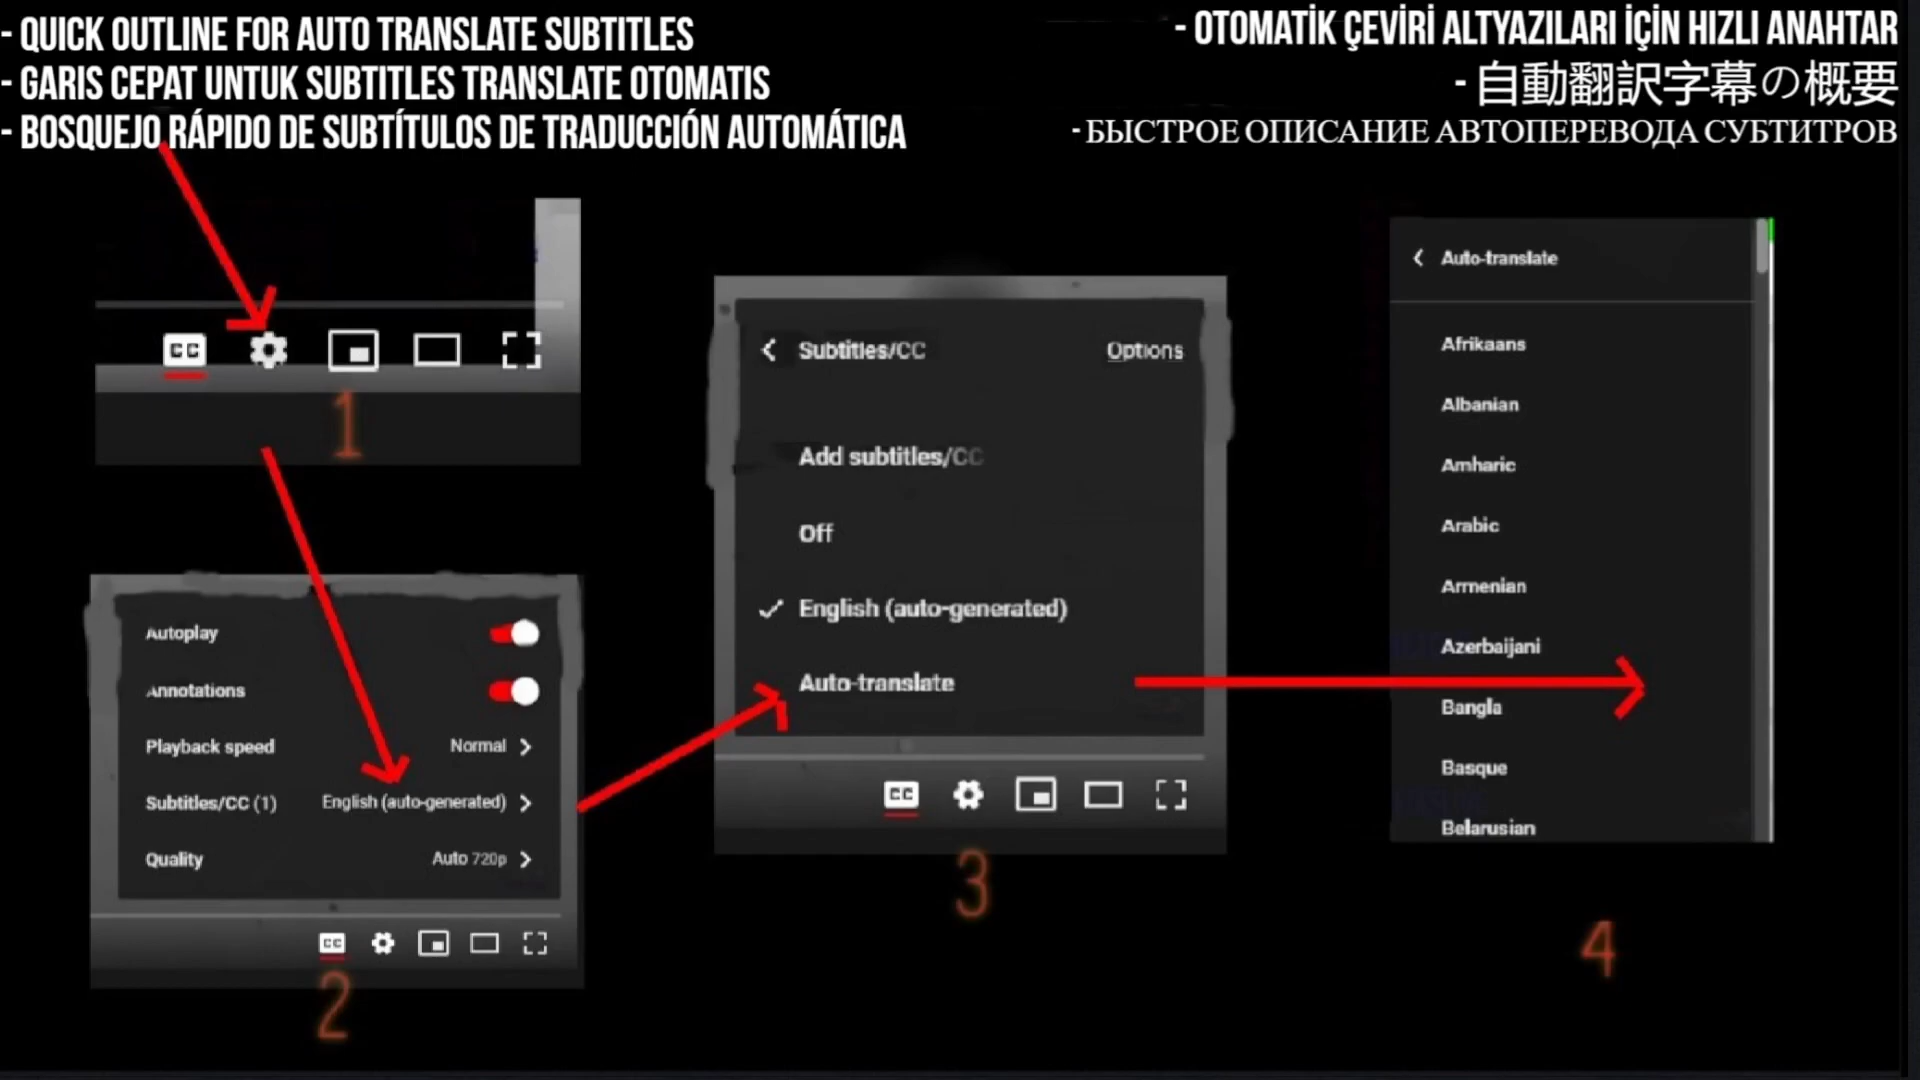 - QUICK OUTLINE FOR AUTO TRANSLATE SUBTITLES
- GARIS CEPAT UNTUK SUBTITLES TRANSLATE OTOMATIS
- BOSQUEJO RÁPIDO DE SUBTÍTULOS DE TRADUCCIÓN AUTOMÁTICA
- OTOMATİK ÇEVİRİ ALTYAZILARI İÇİN HIZLI ANAHTAR
- 自動翻訳字幕の概要
- БЫСТРОЕ ОПИСАНИЕ АВТОПЕРЕВОДА СУБТИТРОВ
CC
1
Autoplay
Annotations
Playback speed Normal
Subtitles/CC (1) English (auto-generated)
Quality Auto 720p
CC
2
Subtitles/CC Options
Add subtitles/CC
Off
English (auto-generated)
Auto-translate
CC
3
Auto-translate
Afrikaans
Albanian
Amharic
Arabic
Armenian
Azerbaijani
Bangla
Basque
Belarusian
4